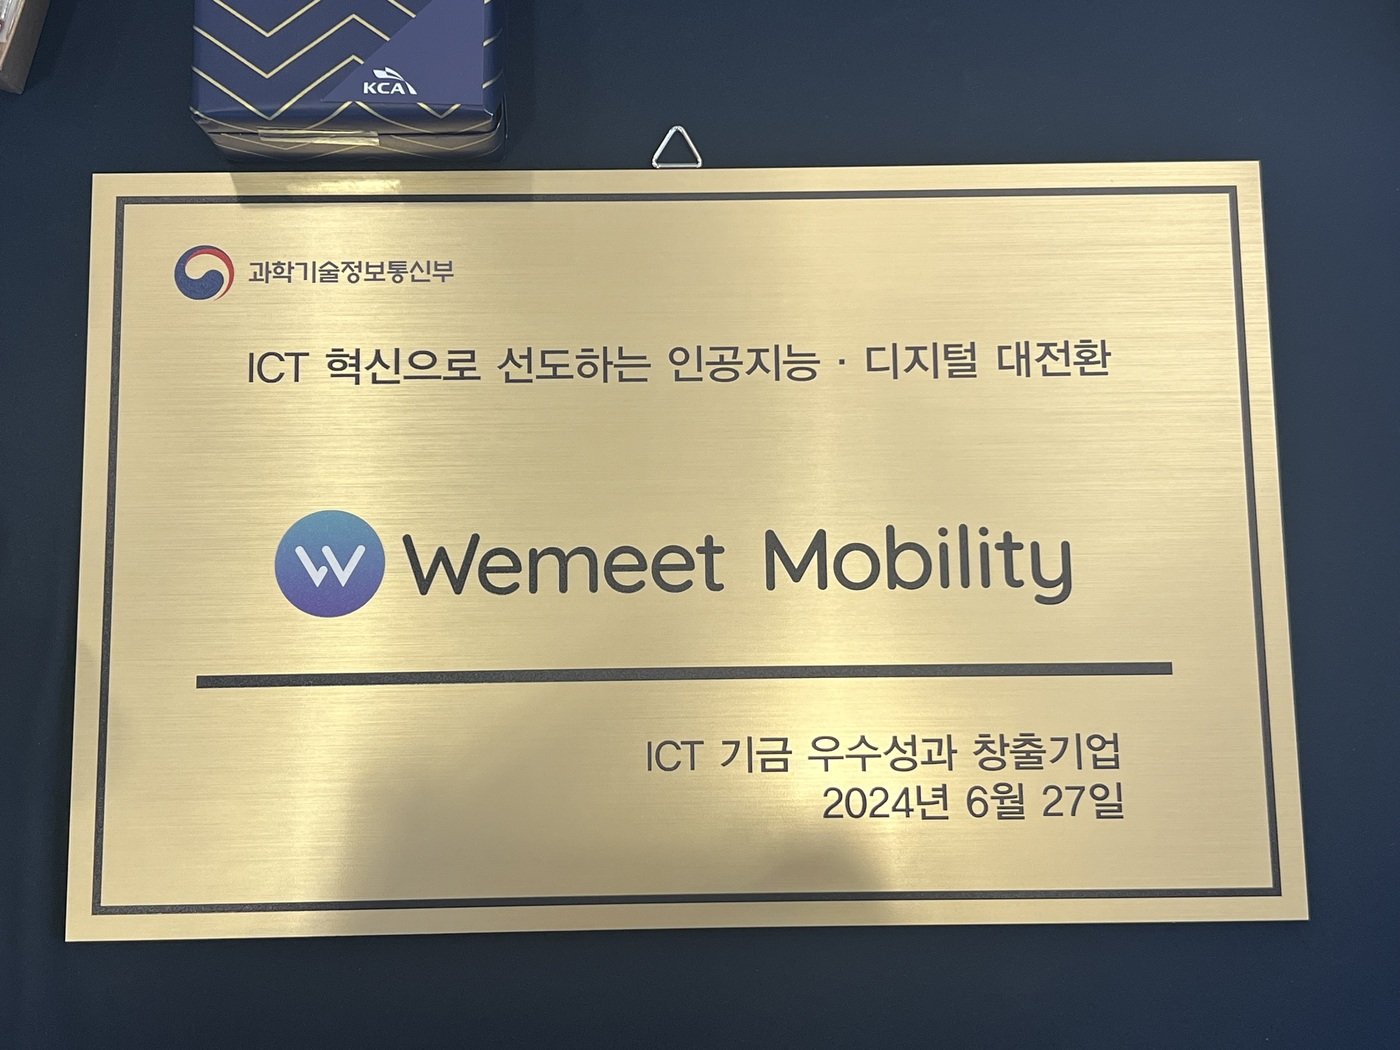 KCA
과학기술정보통신부
ICT 혁신으로 선도하는 인공지능 · 디지털 대전환
W Wemeet Mobility
ICT 기금 우수성과 창출기업
2024년 6월 27일